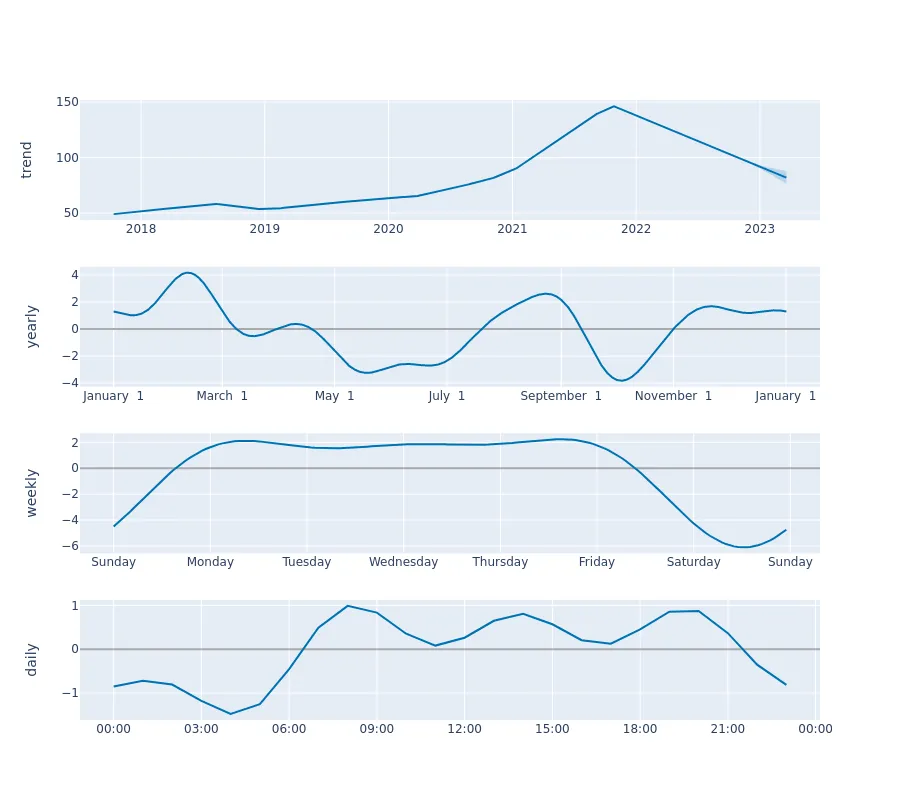 trend
150
100
50
2018 2019 2020 2021 2022 2023
yearly
4
2
0
−2
−4
January 1 March 1 May 1 July 1 September 1 November 1 January 1
weekly
2
0
−2
−4
−6
Sunday Monday Tuesday Wednesday Thursday Friday Saturday Sunday
daily
1
0
−1
00:00 03:00 06:00 09:00 12:00 15:00 18:00 21:00 00:00